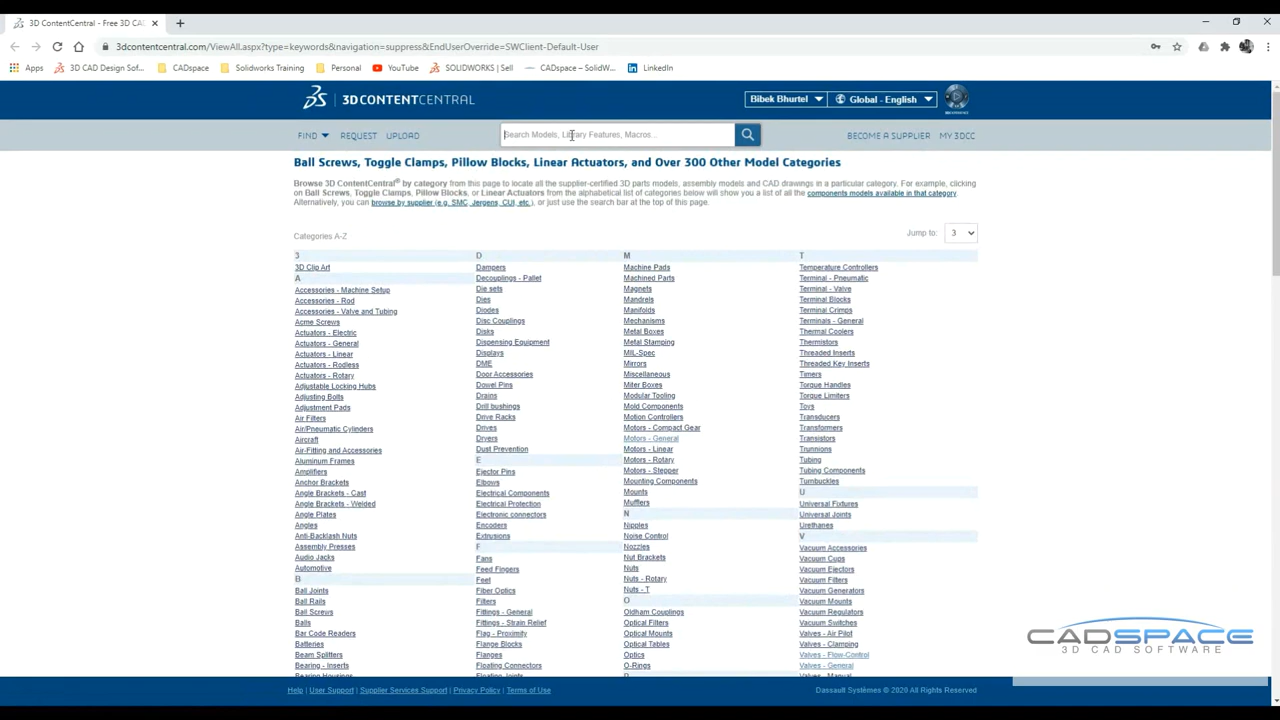 3D ContentCentral - Free 3D CAD
3dcontentcentral.com/ViewAll.aspx?type=keywords&navigation=suppress&EndUserOverride=SWClient-Default-User
Apps 3D CAD Design Sof... CADspace Solidworks Training Personal YouTube SOLIDWORKS | Sell CADspace – SolidW... LinkedIn
3DCONTENTCENTRAL
Bibek Bhurtel Global - English
FIND REQUEST UPLOAD Search Models, Library Features, Macros... BECOME A SUPPLIER MY 3DCC
Ball Screws, Toggle Clamps, Pillow Blocks, Linear Actuators, and Over 300 Other Model Categories
Browse 3D ContentCentral® by category from this page to locate all the supplier-certified 3D parts models, assembly models and CAD drawings in a particular category. For example, clicking
on Ball Screws, Toggle Clamps, Pillow Blocks, or Linear Actuators from the alphabetical list of categories below will show you a list of all the components models available in that category.
Alternatively, you can browse by supplier (e.g. SMC, Jergens, CUI, etc.), or just use the search bar at the top of this page.
Categories A-Z
Jump to: 3
3
3D Clip Art
A
Accessories - Machine Setup
Accessories - Rod
Accessories - Valve and Tubing
Acme Screws
Actuators - Electric
Actuators - General
Actuators - Linear
Actuators - Rodless
Actuators - Rotary
Adjustable Locking Hubs
Adjusting Bolts
Adjustment Pads
Air Filters
Air/Pneumatic Cylinders
Aircraft
Air-Fitting and Accessories
Aluminum Frames
Amplifiers
Anchor Brackets
Angle Brackets - Cast
Angle Brackets - Welded
Angle Plates
Angles
Anti-Backlash Nuts
Assembly Presses
Audio Jacks
Automotive
B
Ball Joints
Ball Rails
Ball Screws
Balls
Bar Code Readers
Batteries
Beam Splitters
Bearing - Inserts
Bearing Housings
D
Dampers
Decouplings - Pallet
Die sets
Dies
Diodes
Disc Couplings
Disks
Dispensing Equipment
Displays
DME
Door Accessories
Dowel Pins
Drains
Drill bushings
Drive Racks
Drives
Dryers
Dust Prevention
E
Ejector Pins
Elbows
Electrical Components
Electrical Protection
Electronic connectors
Encoders
Extrusions
F
Fans
Feed Fingers
Feet
Fiber Optics
Filters
Fittings - General
Fittings - Strain Relief
Flag - Proximity
Flange Blocks
Flanges
Floating Connectors
Floating Joints
M
Machine Pads
Machined Parts
Magnets
Mandrels
Manifolds
Mechanisms
Metal Boxes
Metal Stamping
MIL-Spec
Mirrors
Miscellaneous
Miter Boxes
Modular Tooling
Mold Components
Motion Controllers
Motors - Compact Gear
Motors - General
Motors - Linear
Motors - Rotary
Motors - Stepper
Mounting Components
Mounts
Mufflers
N
Nipples
Noise Control
Nozzles
Nut Brackets
Nuts
Nuts - Rotary
Nuts - T
O
Oldham Couplings
Optical Filters
Optical Mounts
Optical Tables
Optics
O-Rings
T
Temperature Controllers
Terminal - Pneumatic
Terminal - Valve
Terminal Blocks
Terminal Crimps
Terminals - General
Thermal Coolers
Thermistors
Threaded Inserts
Threaded Key Inserts
Timers
Torque Handles
Torque Limiters
Toys
Transducers
Transformers
Transistors
Trunnions
Tubing
Tubing Components
Turnbuckles
U
Universal Fixtures
Universal Joints
Urethanes
V
Vacuum Accessories
Vacuum Cups
Vacuum Ejectors
Vacuum Filters
Vacuum Generators
Vacuum Mounts
Vacuum Regulators
Vacuum Switches
Valves - Air Pilot
Valves - Clamping
Valves - Flow-Control
Valves - General
Valves - Manual
CADSPACE
3D CAD SOFTWARE
Help | User Support | Supplier Services Support | Privacy Policy | Terms of Use
Dassault Systèmes © 2020 All Rights Reserved